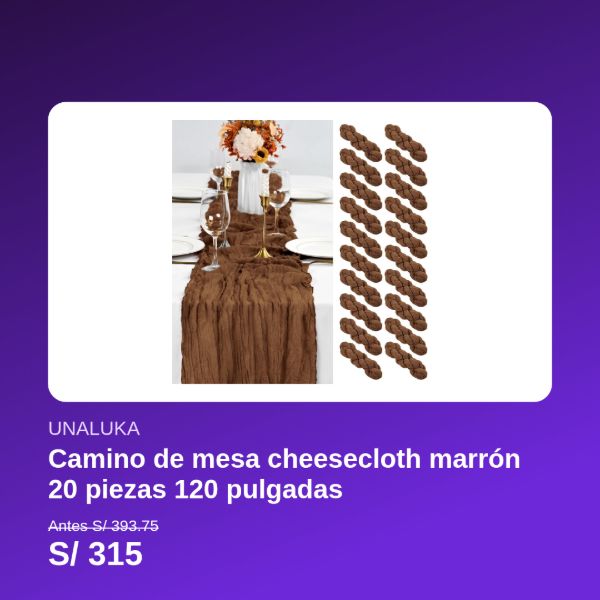 UNALUKA
Camino de mesa cheesecloth marrón
20 piezas 120 pulgadas
Antes S/ 393.75
S/ 315